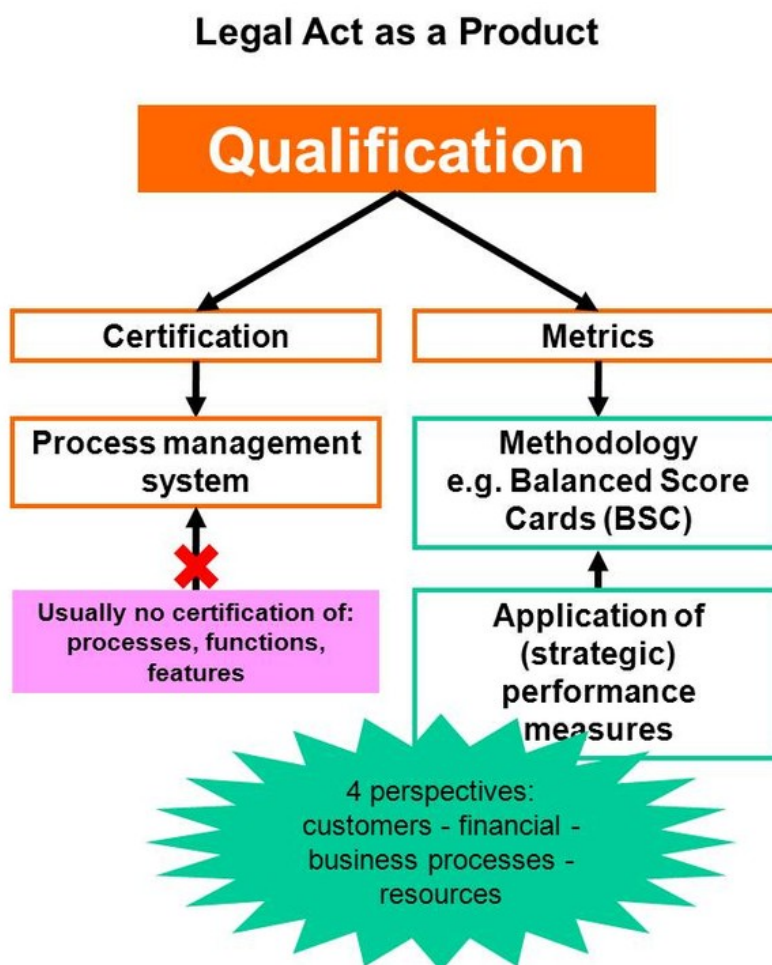 Legal Act as a Product
Qualification
Certification
Metrics
Process management
system
Methodology
e.g. Balanced Score
Cards (BSC)
Usually no certification of:
processes, functions,
features
Application of
(strategic)
performance
measures
4 perspectives:
customers - financial -
business processes -
resources